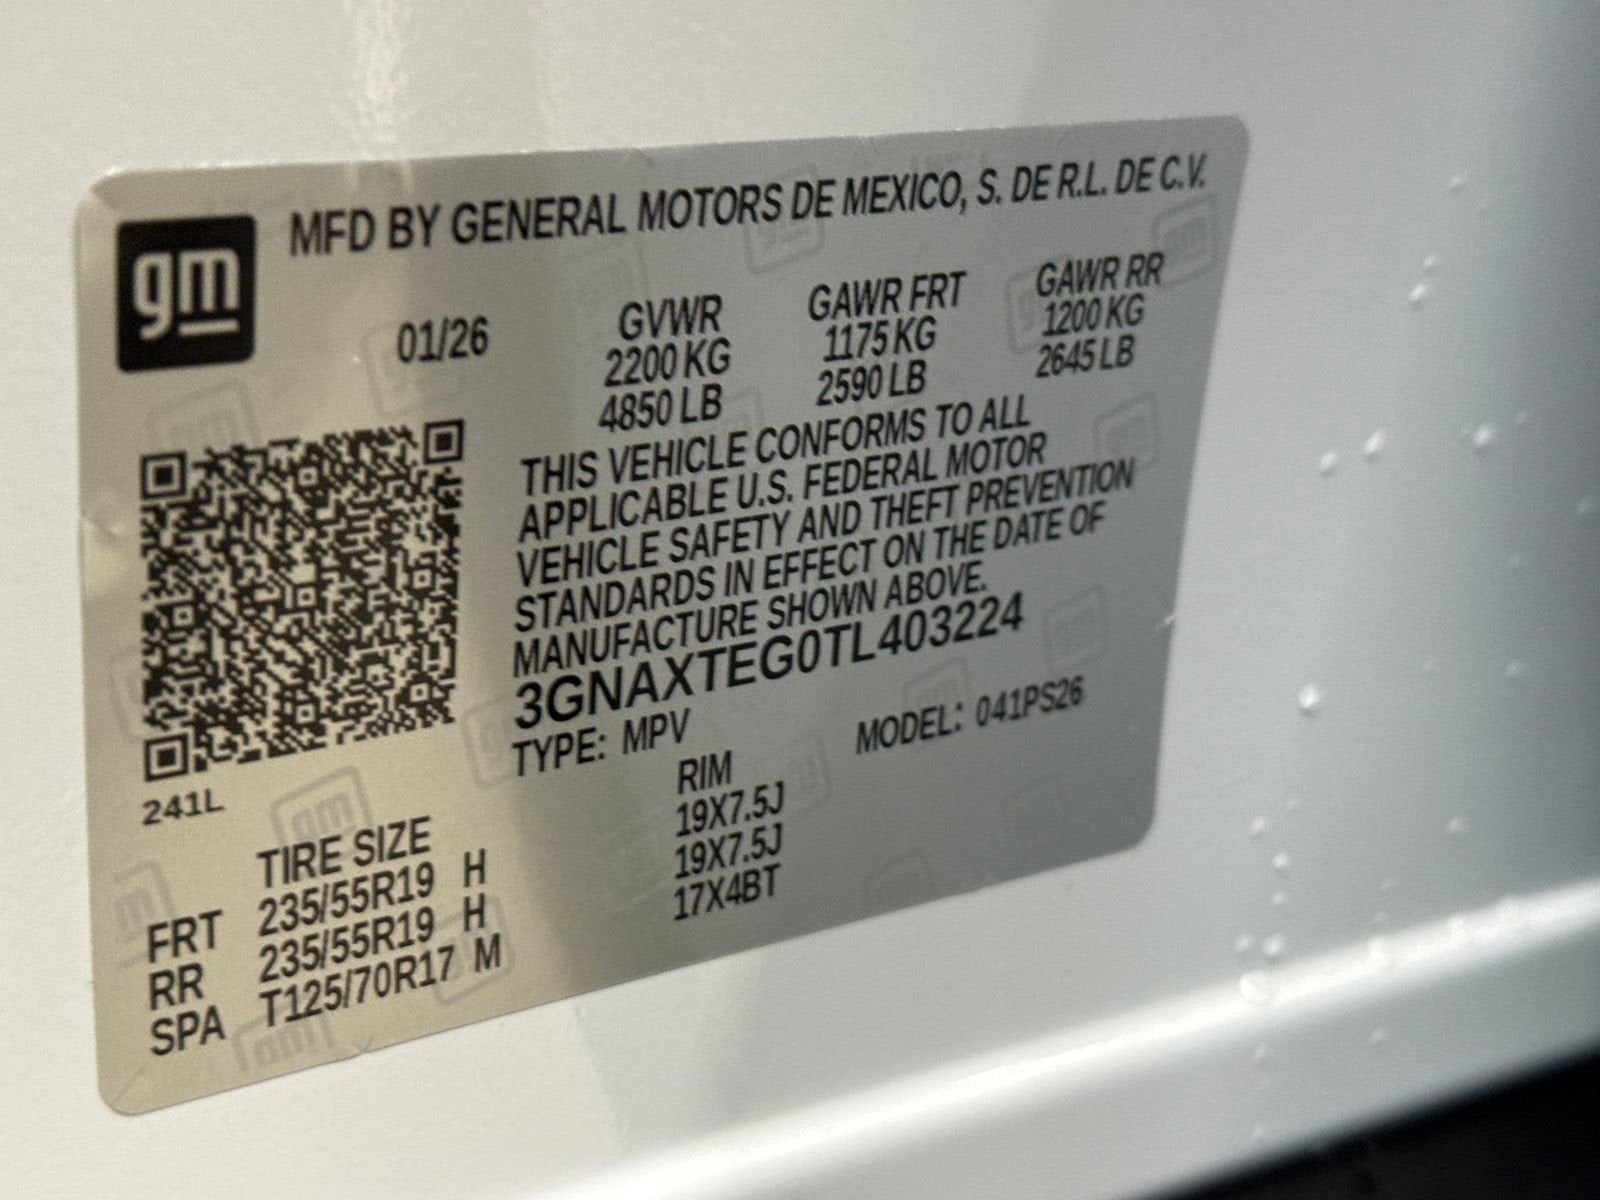 gm
MFD BY GENERAL MOTORS DE MEXICO, S. DE R.L. DE C.V.
01/26 GVWR GAWR FRT GAWR RR
2200 KG 1175 KG 1200 KG
4850 LB 2590 LB 2645 LB
THIS VEHICLE CONFORMS TO ALL
APPLICABLE U.S. FEDERAL MOTOR
VEHICLE SAFETY AND THEFT PREVENTION
STANDARDS IN EFFECT ON THE DATE OF
MANUFACTURE SHOWN ABOVE.
3GNAXTEG0TL403224
TYPE: MPV MODEL: 041PS26
241L
TIRE SIZE RIM
FRT 235/55R19 H 19X7.5J
RR 235/55R19 H 19X7.5J
SPA T125/70R17 M 17X4BT